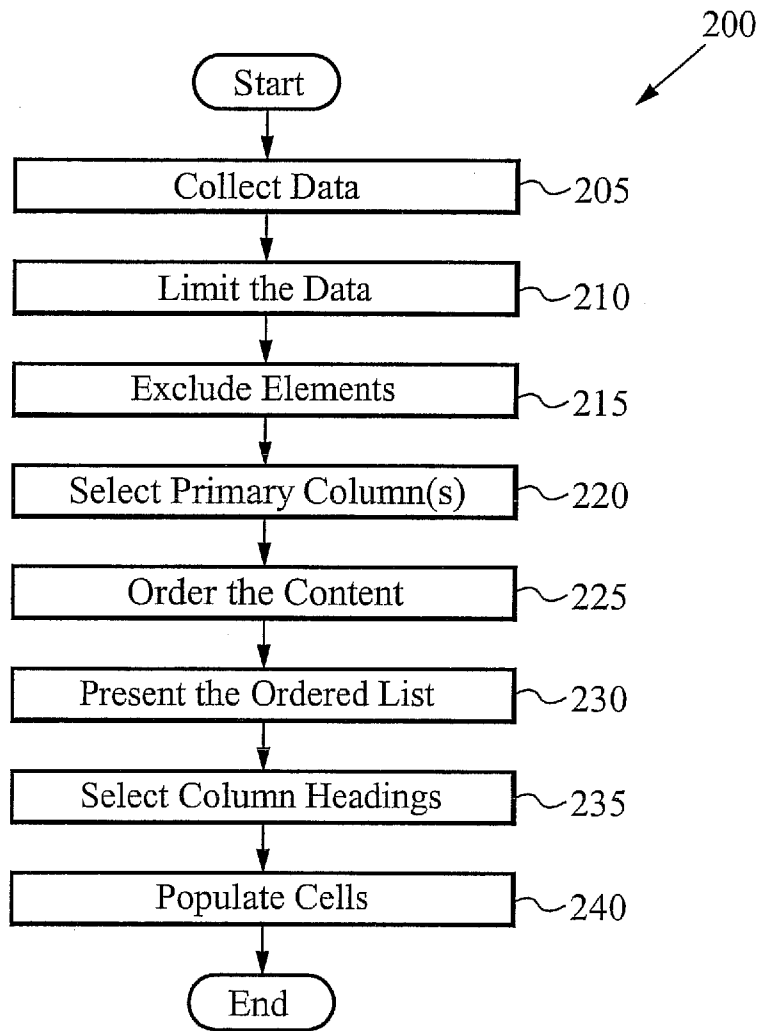 200
Start
Collect Data
205
Limit the Data
210
Exclude Elements
215
Select Primary Column(s)
220
Order the Content
225
Present the Ordered List
230
Select Column Headings
235
Populate Cells
240
End